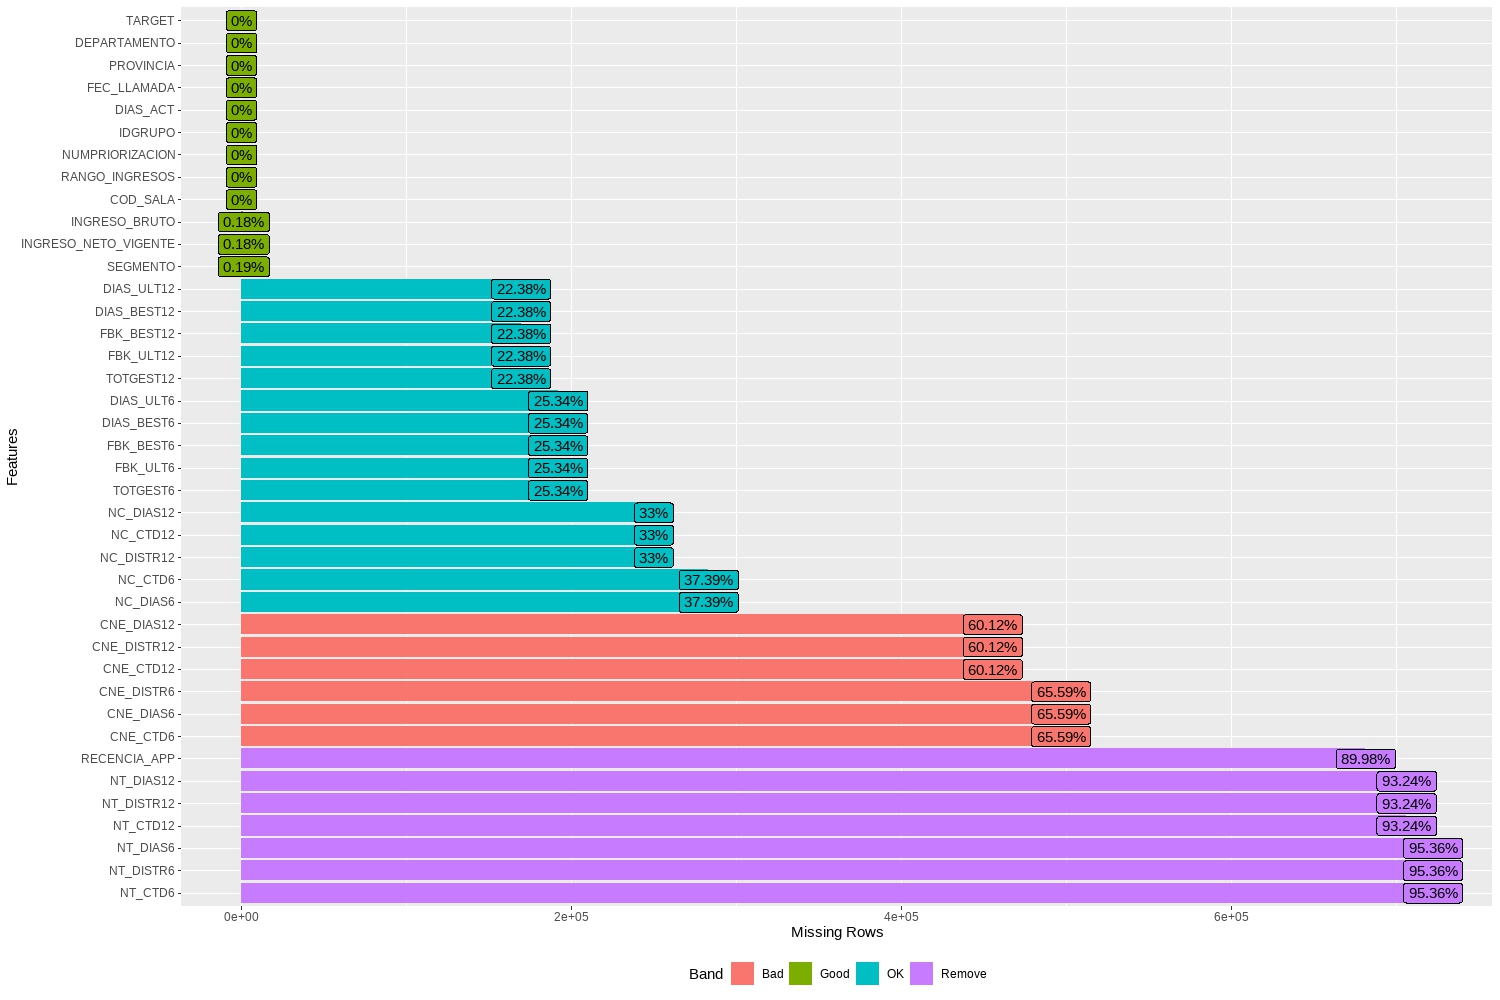 TARGET 0%
DEPARTAMENTO 0%
PROVINCIA 0%
FEC_LLAMADA 0%
DIAS_ACT 0%
IDGRUPO 0%
NUMPRIORIZACION 0%
RANGO_INGRESOS 0%
COD_SALA 0%
INGRESO_BRUTO 0.18%
INGRESO_NETO_VIGENTE 0.18%
SEGMENTO 0.19%
DIAS_ULT12 22.38%
DIAS_BEST12 22.38%
FBK_BEST12 22.38%
FBK_ULT12 22.38%
TOTGEST12 22.38%
DIAS_ULT6 25.34%
DIAS_BEST6 25.34%
FBK_BEST6 25.34%
FBK_ULT6 25.34%
TOTGEST6 25.34%
NC_DIAS12 33%
NC_CTD12 33%
NC_DISTR12 33%
NC_CTD6 37.39%
NC_DIAS6 37.39%
CNE_DIAS12 60.12%
CNE_DISTR12 60.12%
CNE_CTD12 60.12%
CNE_DISTR6 65.59%
CNE_DIAS6 65.59%
CNE_CTD6 65.59%
RECENCIA_APP 89.98%
NT_DIAS12 93.24%
NT_DISTR12 93.24%
NT_CTD12 93.24%
NT_DIAS6 95.36%
NT_DISTR6 95.36%
NT_CTD6 95.36%
Features
0e+00 2e+05 4e+05 6e+05
Missing Rows
Band Bad Good OK Remove